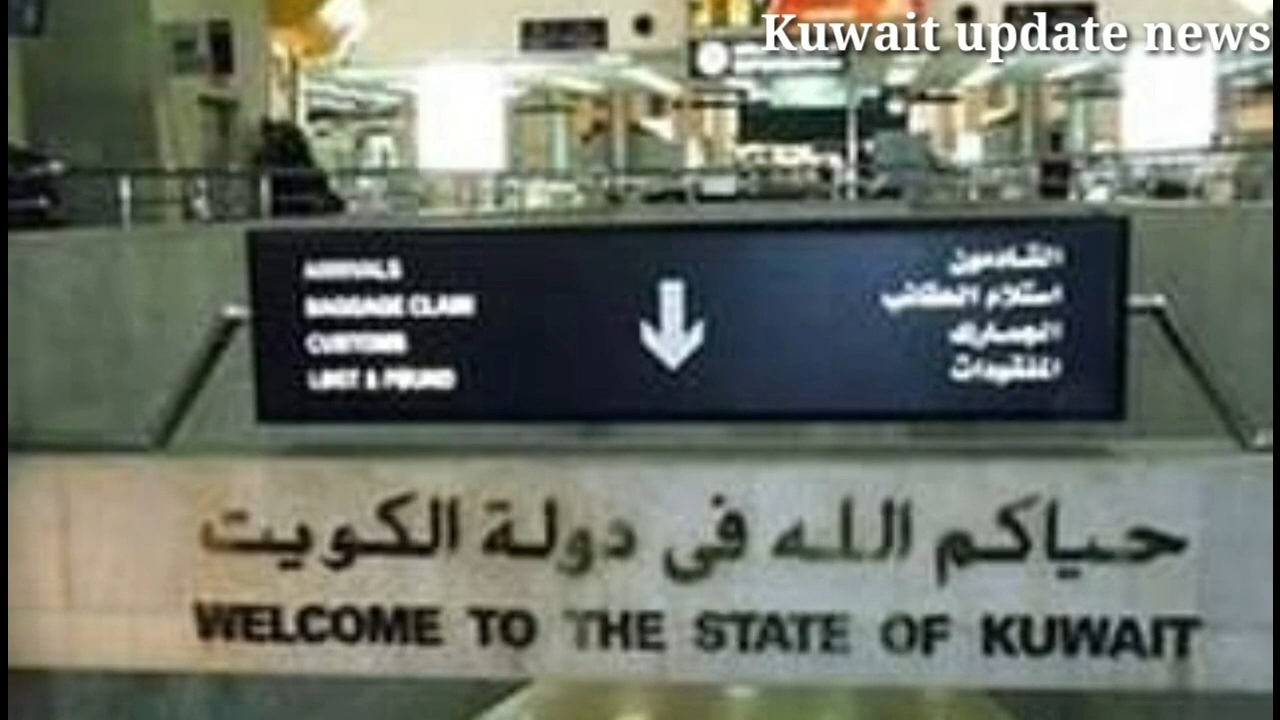 Kuwait update news
ARRIVALS
BAGGAGE CLAIM
CUSTOMS
LOST & FOUND
القادمون
استلام الحقائب
الجمارك
المفقودات
حياكم الله في دولة الكويت
WELCOME TO THE STATE OF KUWAIT